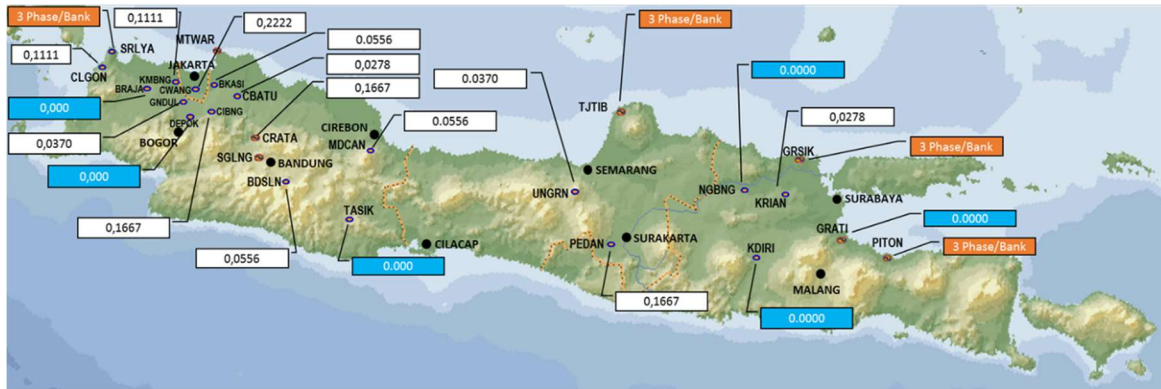 3 Phase/Bank
0,1111
0,2222
3 Phase/Bank
SRLYA
MTWAR
0.0556
0,1111
JAKARTA
0,0278
0.0370
0.0000
CLGON
KMBNG
BKASI
BRAJA
CWANG
CBATU
0,1667
TJTIB
0,0278
0,000
GNDUL
CIBNG
DEPOK
CIREBON
0.0556
0,0370
BOGOR
CRATA
MDCAN
GRSIK
3 Phase/Bank
SGLNG
BANDUNG
SEMARANG
0,000
BDSLN
UNGRN
NGBNG
KRIAN
SURABAYA
0,1667
TASIK
GRATI
0.0000
0,0556
CILACAP
PEDAN
SURAKARTA
KDIRI
PITON
3 Phase/Bank
0.000
MALANG
0,1667
0.0000